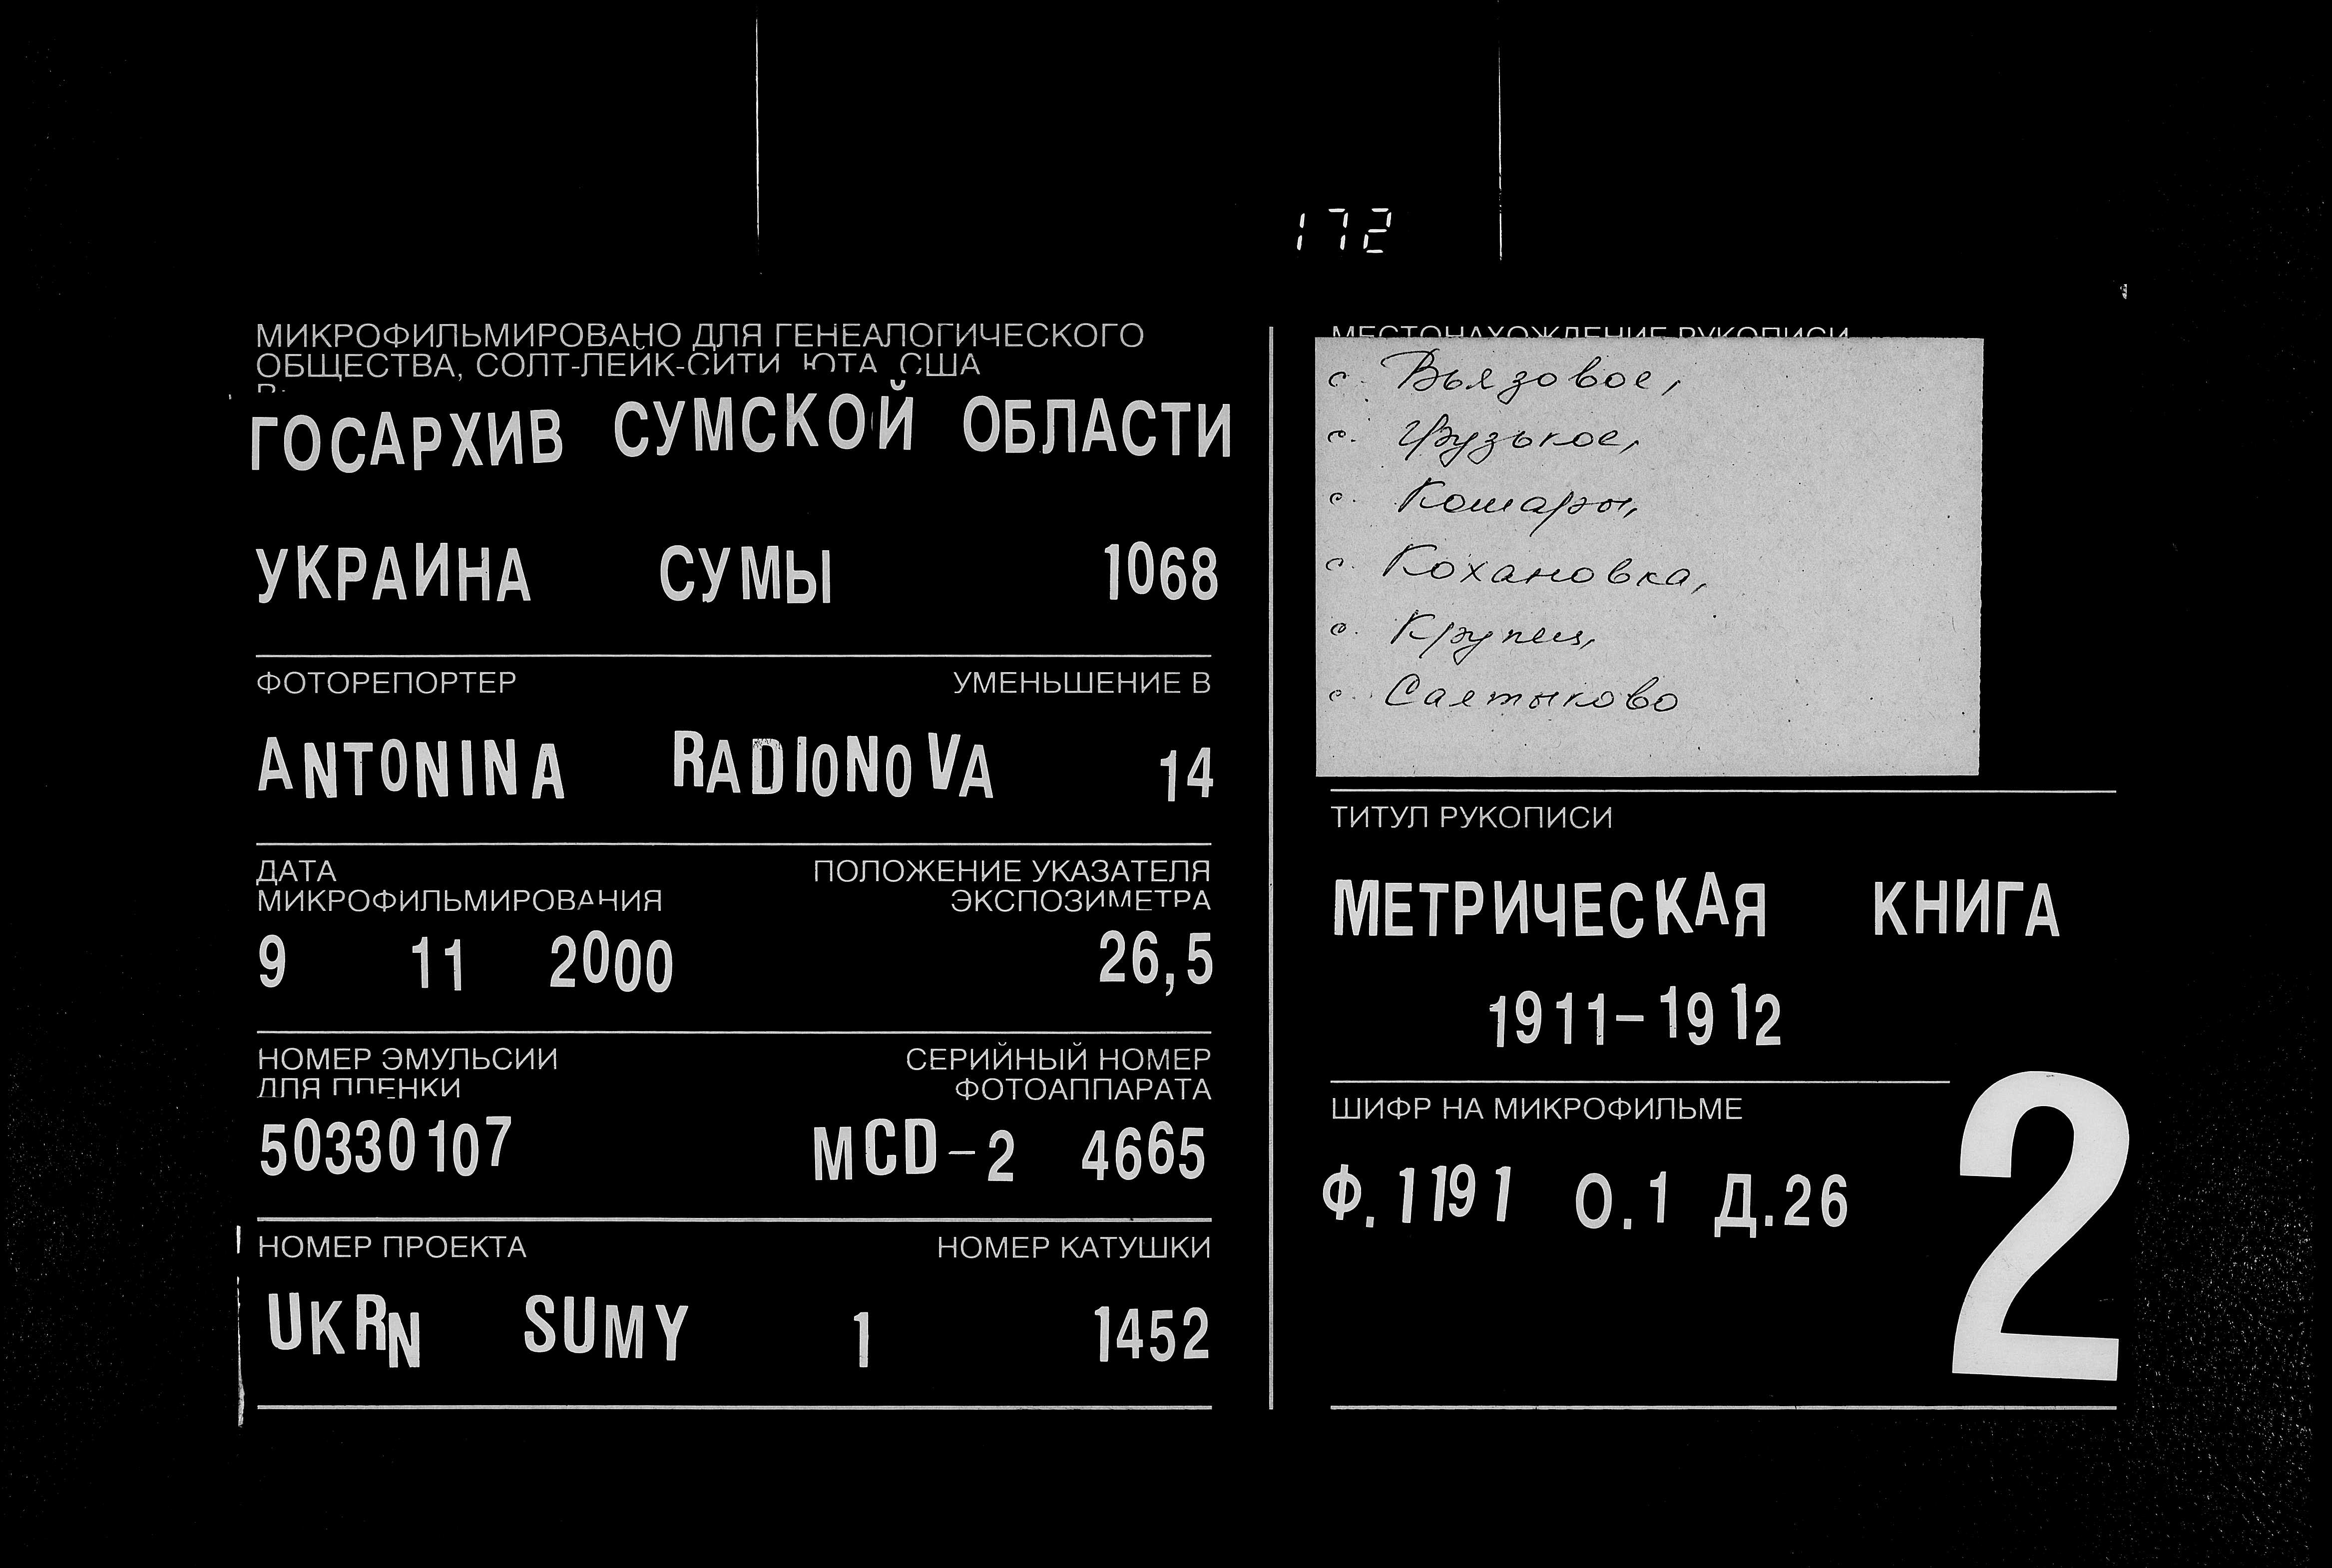 172
МИКРОФИЛЬМИРОВАНО ДЛЯ ГЕНЕАЛОГИЧЕСКОГО
ОБЩЕСТВА, СОЛТ-ЛЕЙК-СИТИ, ЮТА, США
ГОСАРХИВ СУМСКОЙ ОБЛАСТИ
УКРАИНА СУМЫ 1068
ФОТОРЕПОРТЕР УМЕНЬШЕНИЕ В
ANTONINA RADIONOVA 14
ДАТА ПОЛОЖЕНИЕ УКАЗАТЕЛЯ
МИКРОФИЛЬМИРОВАНИЯ ЭКСПОЗИМЕТРА
9 11 2000 26,5
НОМЕР ЭМУЛЬСИИ СЕРИЙНЫЙ НОМЕР
ДЛЯ ПЛЕНКИ ФОТОАППАРАТА
50330107 MCD-2 4665
НОМЕР ПРОЕКТА НОМЕР КАТУШКИ
UKRN SUMY 1 1452
МЕСТОНАХОЖДЕНИЕ РУКОПИСИ
с. Вьязовое,
с. Грузькое,
с. Кошары,
с. Кохановка,
с. Крупец,
с. Салтыково
ТИТУЛ РУКОПИСИ
МЕТРИЧЕСКАЯ КНИГА
1911-1912
ШИФР НА МИКРОФИЛЬМЕ
Ф. 1191 О.1 Д.26
2